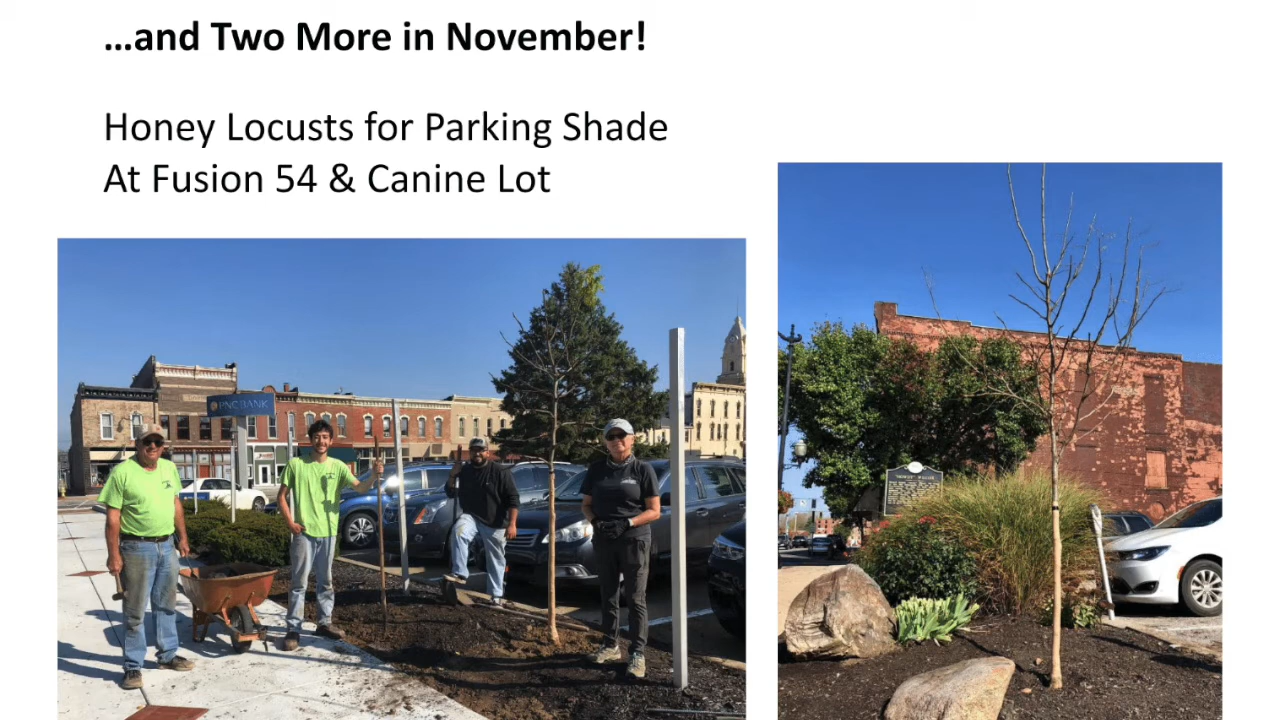 ...and Two More in November!
Honey Locusts for Parking Shade
At Fusion 54 & Canine Lot
PNC BANK